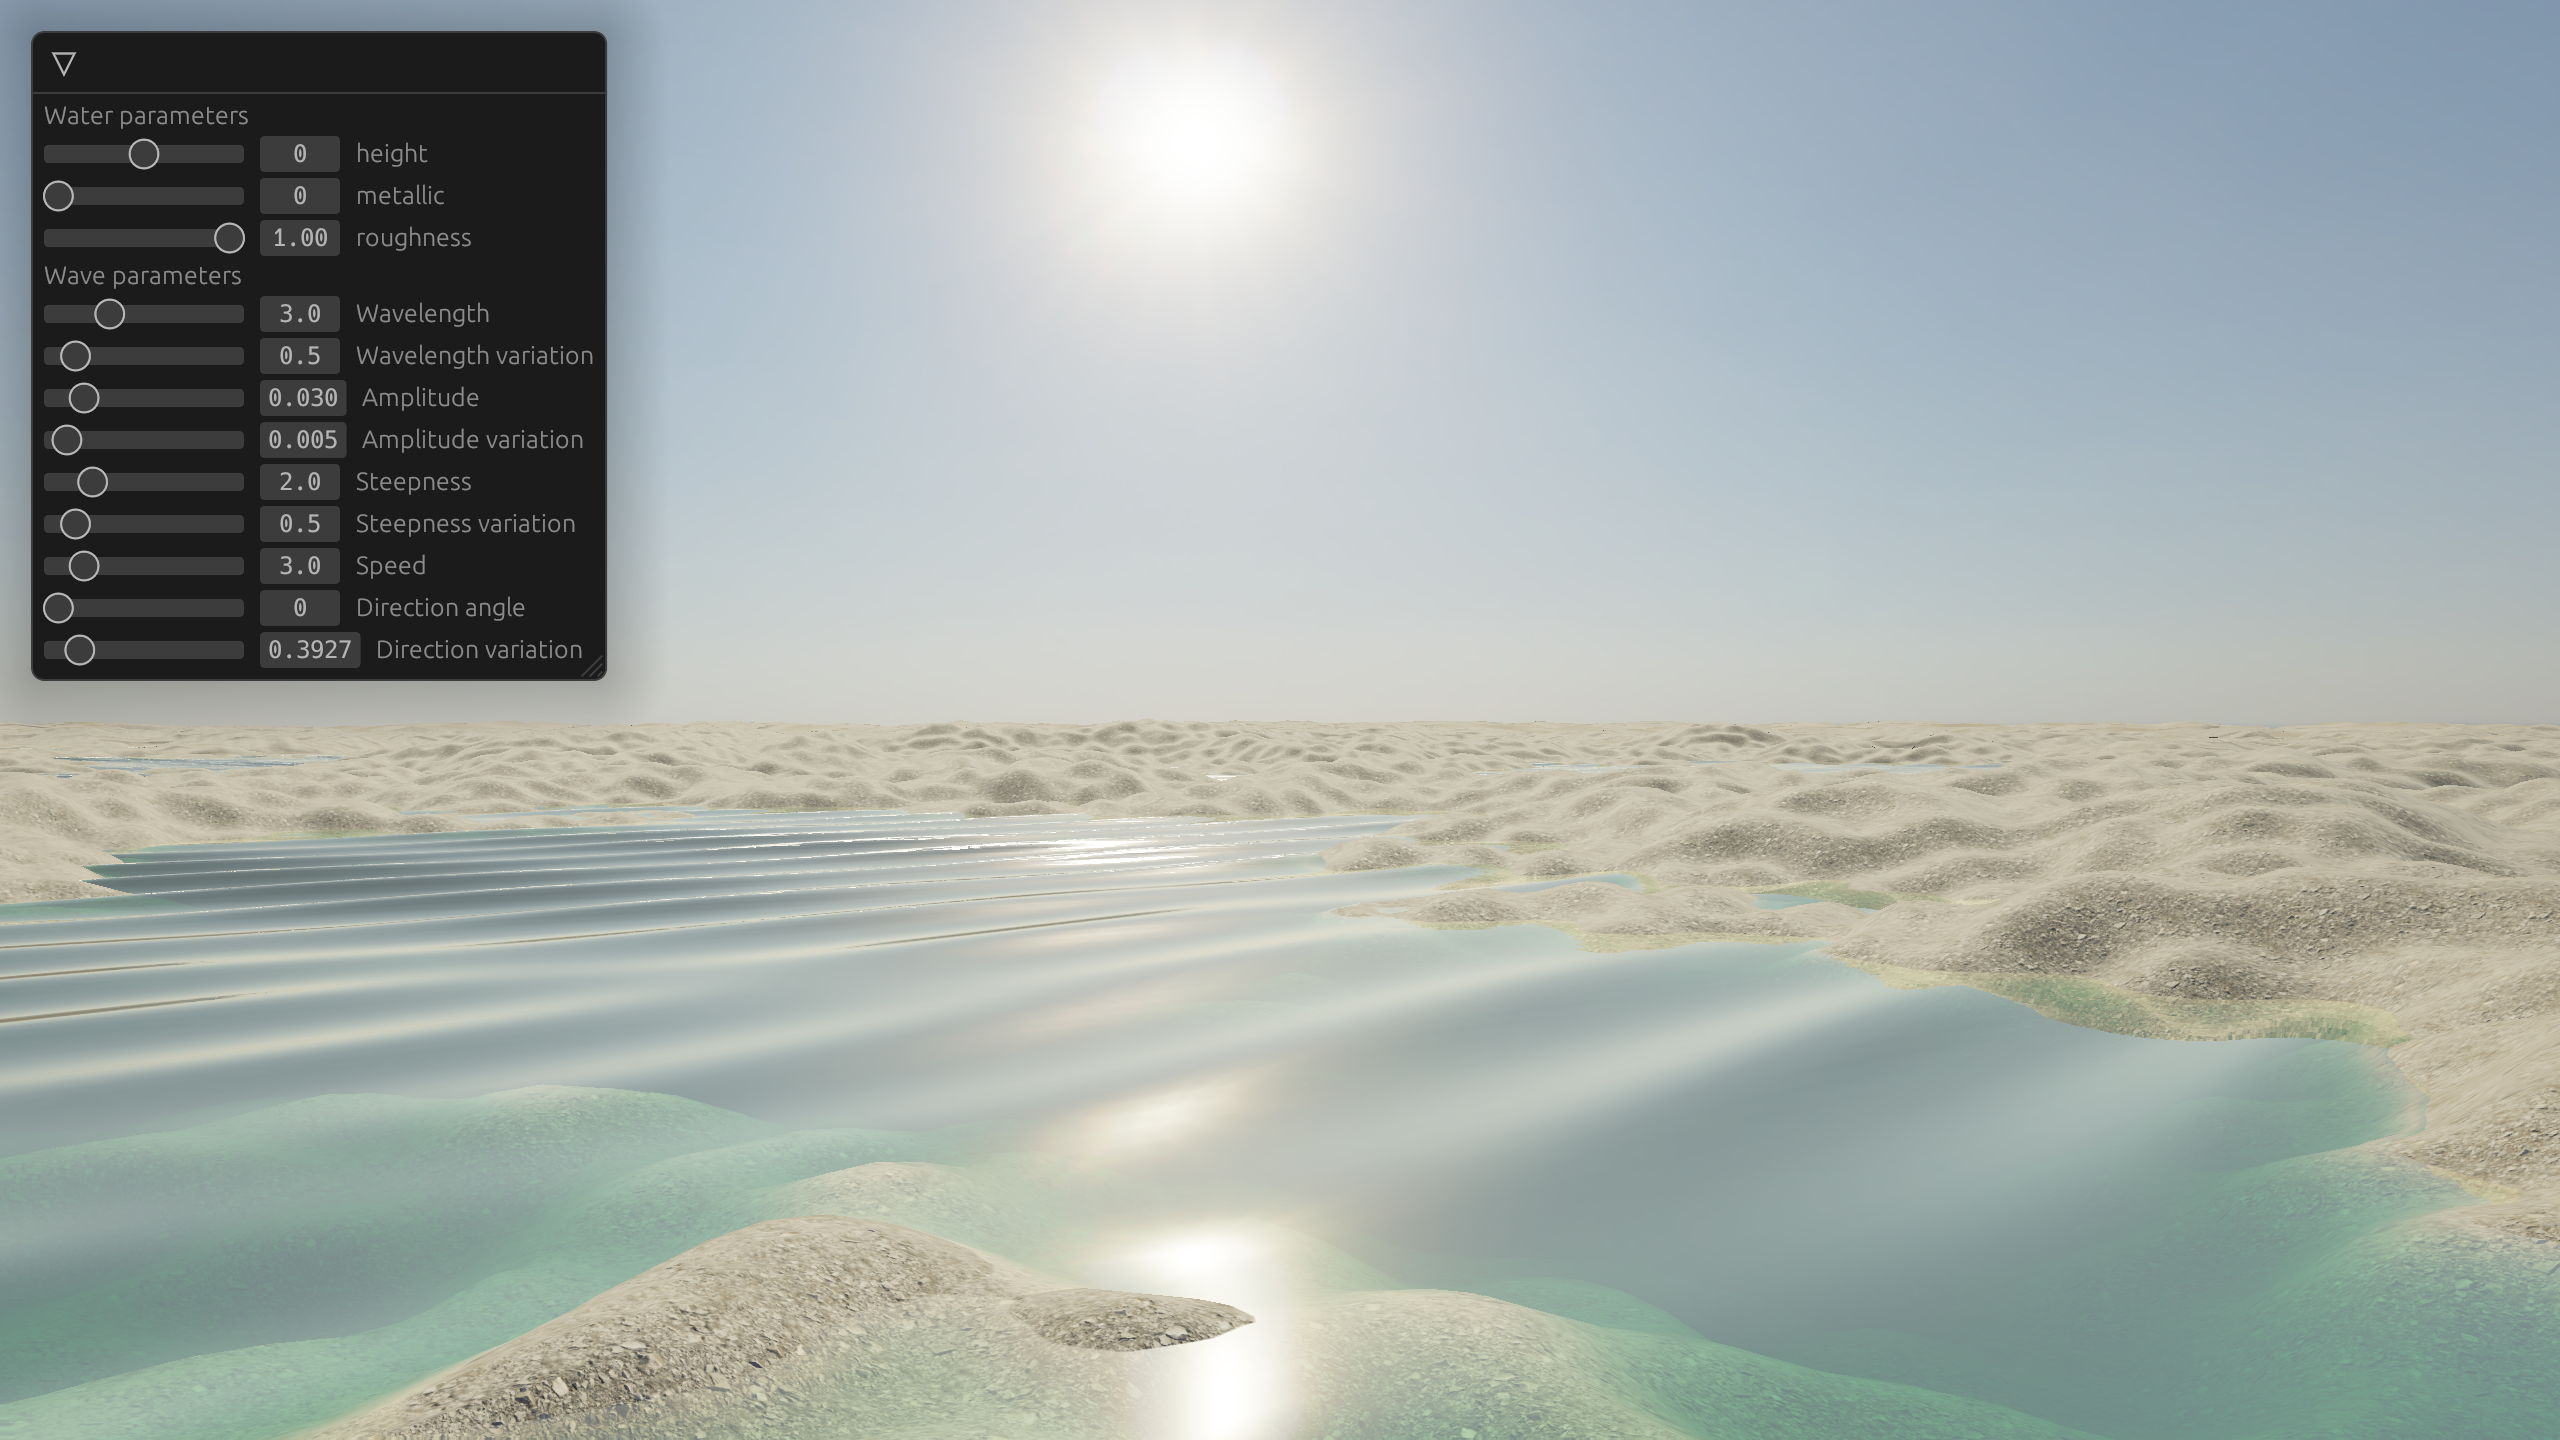 Water parameters
0 height
0 metallic
1.00 roughness
Wave parameters
3.0 Wavelength
0.5 Wavelength variation
0.030 Amplitude
0.005 Amplitude variation
2.0 Steepness
0.5 Steepness variation
3.0 Speed
0 Direction angle
0.3927 Direction variation